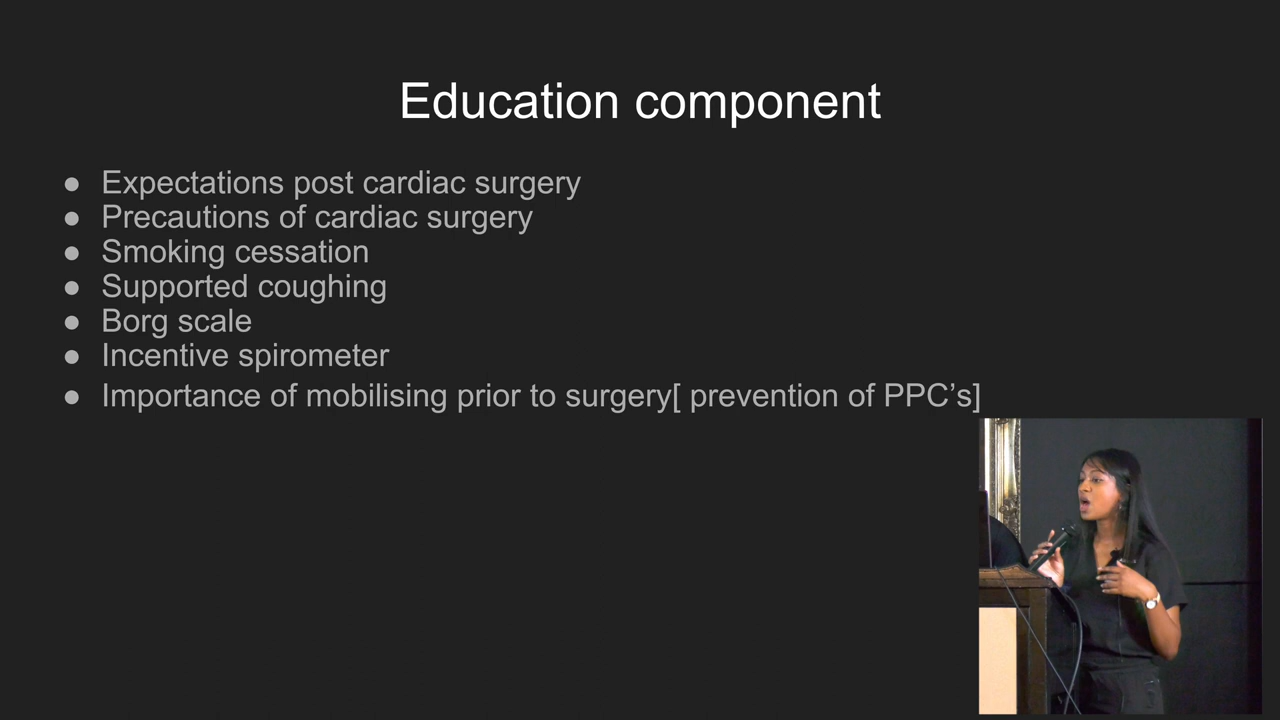 Education component
● Expectations post cardiac surgery
● Precautions of cardiac surgery
● Smoking cessation
● Supported coughing
● Borg scale
● Incentive spirometer
● Importance of mobilising prior to surgery[ prevention of PPC’s]